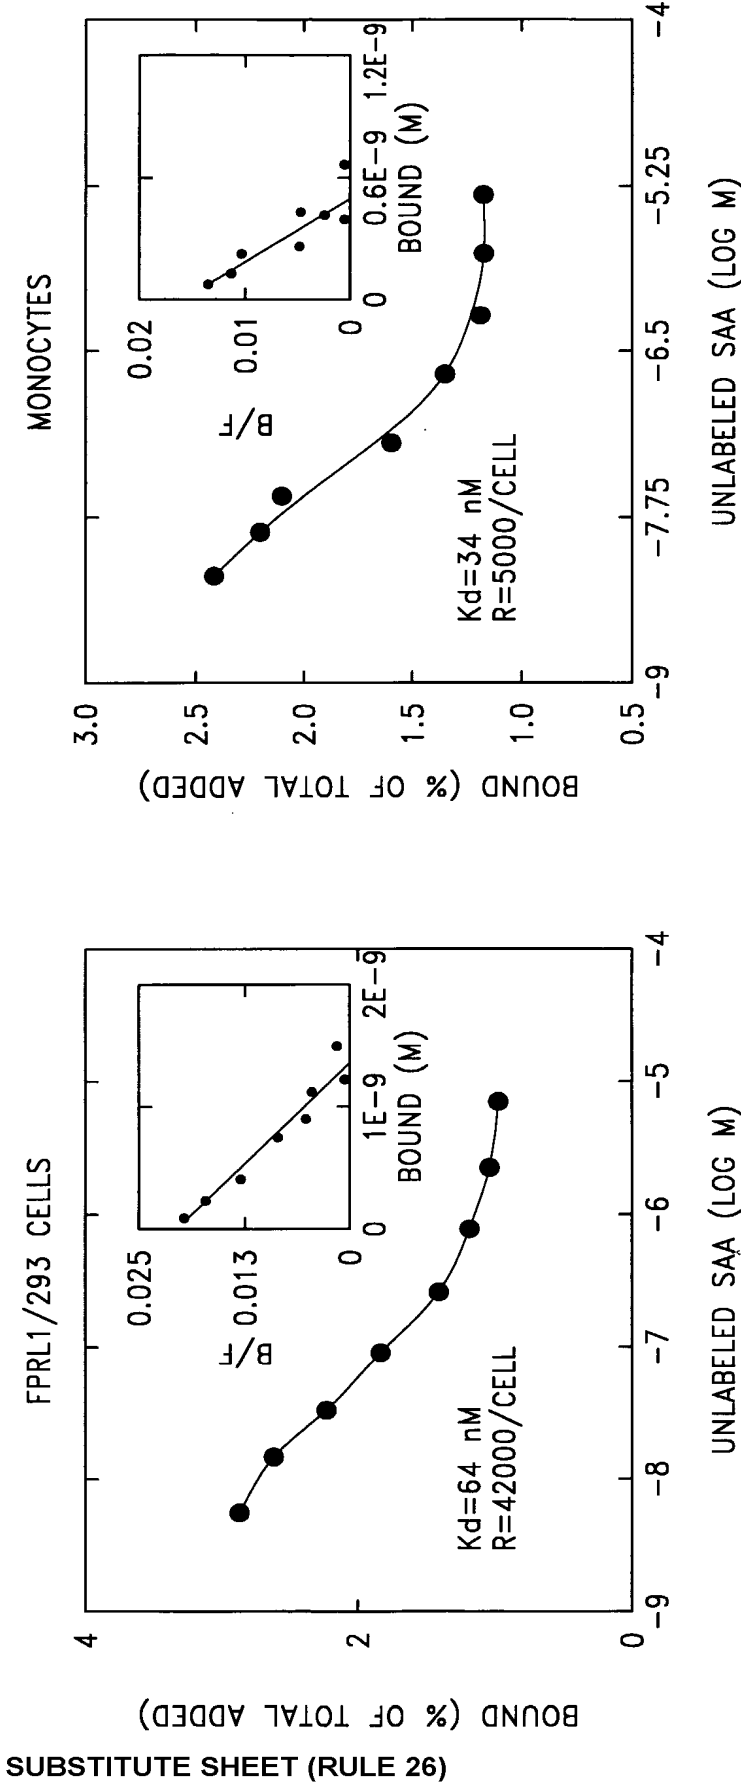 FPRL1/293 CELLS
BOUND (% OF TOTAL ADDED)
4
2
0
-9
-8
-7
-6
-5
-4
UNLABELED SAA (LOG M)
Kd=64 nM
R=42000/CELL
B/F
0.025
0.013
0
0
1E-9
2E-9
BOUND (M)
MONOCYTES
BOUND (% OF TOTAL ADDED)
3.0
2.5
2.0
1.5
1.0
0.5
-9
-7.75
-6.5
-5.25
-4
UNLABELED SAA (LOG M)
Kd=34 nM
R=5000/CELL
B/F
0.02
0.01
0
0
0.6E-9
1.2E-9
BOUND (M)
SUBSTITUTE SHEET (RULE 26)